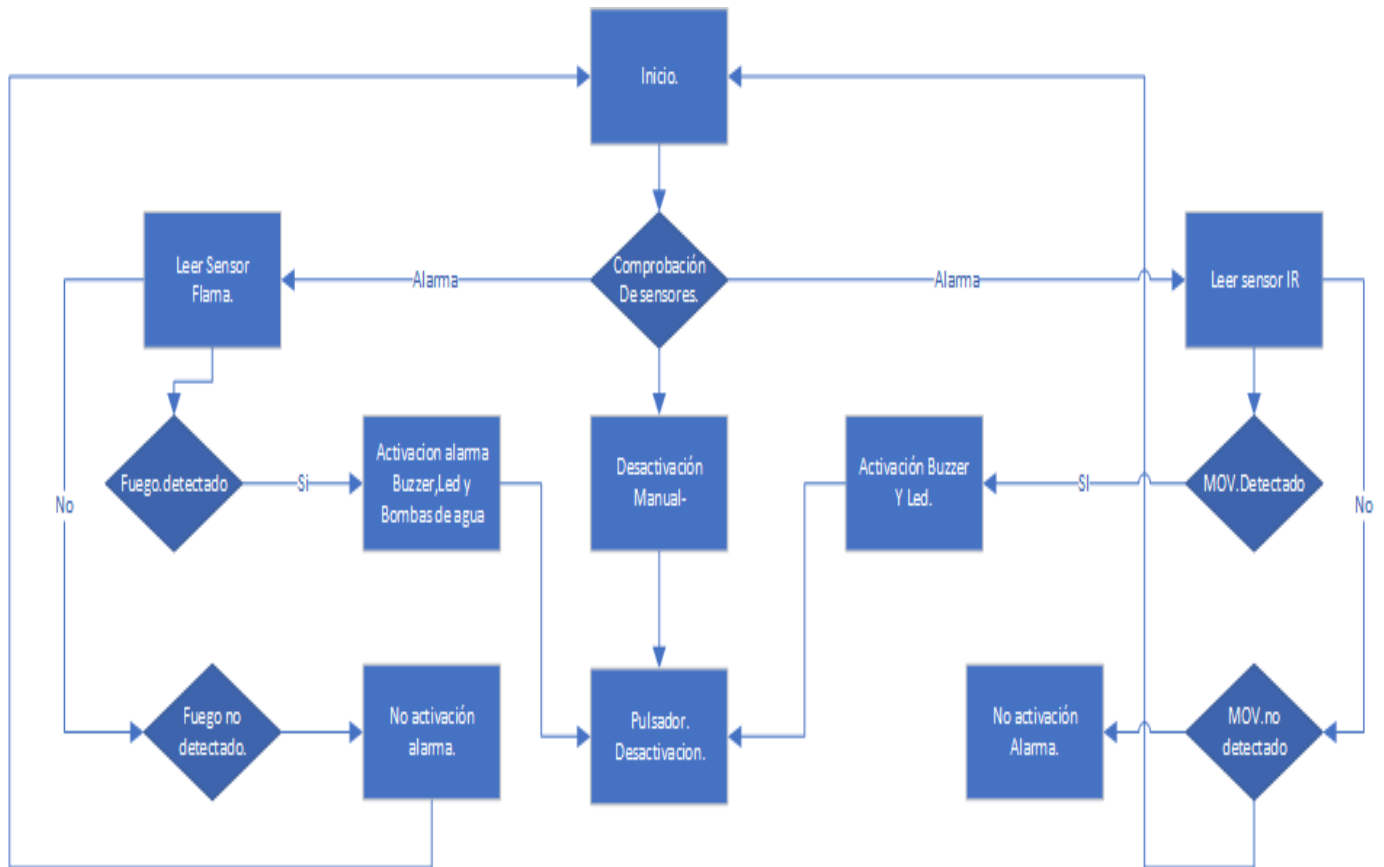 Inicio.
Leer Sensor
Flama.
Alarma
Comprobación
De sensores.
Alarma
Leer sensor IR
Fuego.detectado
Si
Activacion alarma
Buzzer,Led y
Bombas de agua
Desactivación
Manual-
Activación Buzzer
Y Led.
SI
MOV.Detectado
No
No
Fuego no
detectado.
No activación
alarma.
Pulsador.
Desactivacion.
No activación
Alarma.
MOV.no
detectado